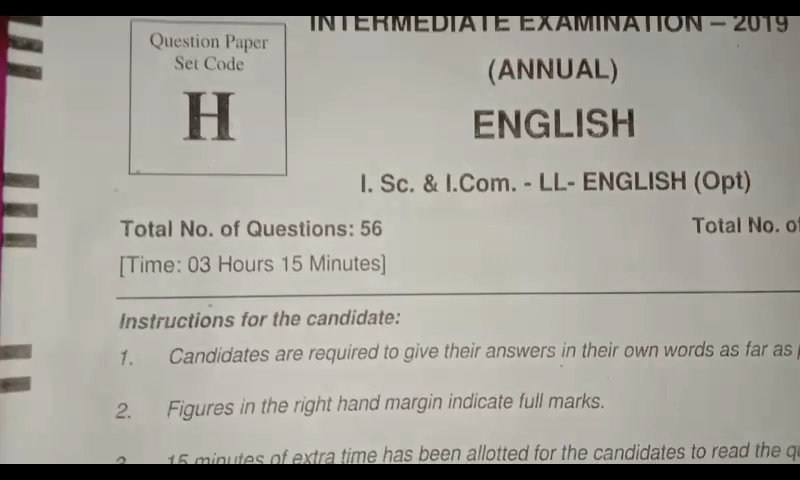 Question Paper
Set Code
H
INTERMEDIATE EXAMINATION – 2019
(ANNUAL)
ENGLISH
I. Sc. & I.Com. - LL- ENGLISH (Opt)
Total No. of Questions: 56
Total No. of
[Time: 03 Hours 15 Minutes]
Instructions for the candidate:
1. Candidates are required to give their answers in their own words as far as
2. Figures in the right hand margin indicate full marks.
3. 15 minutes of extra time has been allotted for the candidates to read the